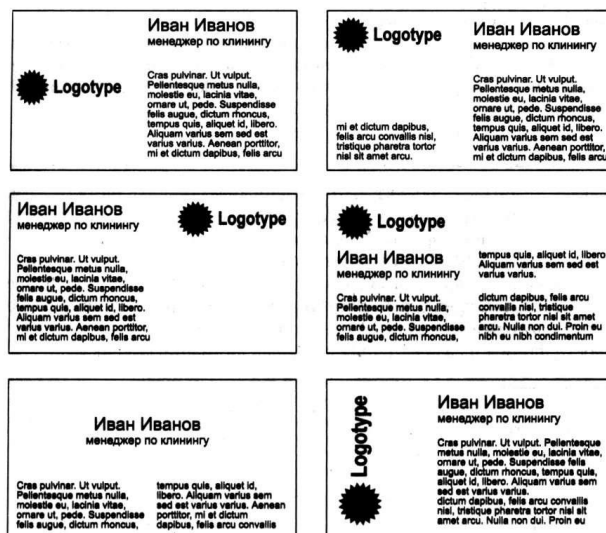 Иван Иванов
менеджер по клинингу
Logotype
Cras pulvinar. Ut vulput.
Pellentesque metus nulla,
molestie eu, lacinia vitae,
ornare ut, pede. Suspendisse
felis augue, dictum rhoncus,
tempus quis, aliquet id, libero.
Aliquam varius sem sed est
varius varius. Aenean porttitor,
mi et dictum dapibus, felis arcu
Logotype
mi et dictum dapibus,
felis arcu convallis nisl,
tristique pharetra tortor
nisl sit amet arcu.
Иван Иванов
менеджер по клинингу
Cras pulvinar. Ut vulput.
Pellentesque metus nulla,
molestie eu, lacinia vitae,
ornare ut, pede. Suspendisse
felis augue, dictum rhoncus,
tempus quis, aliquet id, libero.
Aliquam varius sem sed est
varius varius. Aenean porttitor,
mi et dictum dapibus, felis arcu
Иван Иванов
менеджер по клинингу
Logotype
Cras pulvinar. Ut vulput.
Pellentesque metus nulla,
molestie eu, lacinia vitae,
ornare ut, pede. Suspendisse
felis augue, dictum rhoncus,
tempus quis, aliquet id, libero.
Aliquam varius sem sed est
varius varius. Aenean porttitor,
mi et dictum dapibus, felis arcu
Logotype
Иван Иванов
менеджер по клинингу
Cras pulvinar. Ut vulput.
Pellentesque metus nulla,
molestie eu, lacinia vitae,
ornare ut, pede. Suspendisse
felis augue, dictum rhoncus,
tempus quis, aliquet id, libero
Aliquam varius sem sed est
varius varius.
dictum dapibus, felis arcu
convallis nisl, tristique
pharetra tortor nisl sit amet
arcu. Nulla non dui. Proin eu
nibh eu nibh condimentum
Иван Иванов
менеджер по клинингу
Cras pulvinar. Ut vulput.
Pellentesque metus nulla,
molestie eu, lacinia vitae,
ornare ut, pede. Suspendisse
felis augue, dictum rhoncus,
tempus quis, aliquet id,
libero. Aliquam varius sem
sed est varius varius. Aenean
porttitor, mi et dictum
dapibus, felis arcu convallis
Logotype
Иван Иванов
менеджер по клинингу
Cras pulvinar. Ut vulput. Pellentesque
metus nulla, molestie eu, lacinia vitae,
ornare ut, pede. Suspendisse felis
augue, dictum rhoncus, tempus quis,
aliquet id, libero. Aliquam varius sem
sed est varius varius.
dictum dapibus, felis arcu convallis
nisl, tristique pharetra tortor nisl sit
amet arcu. Nulla non dui. Proin eu